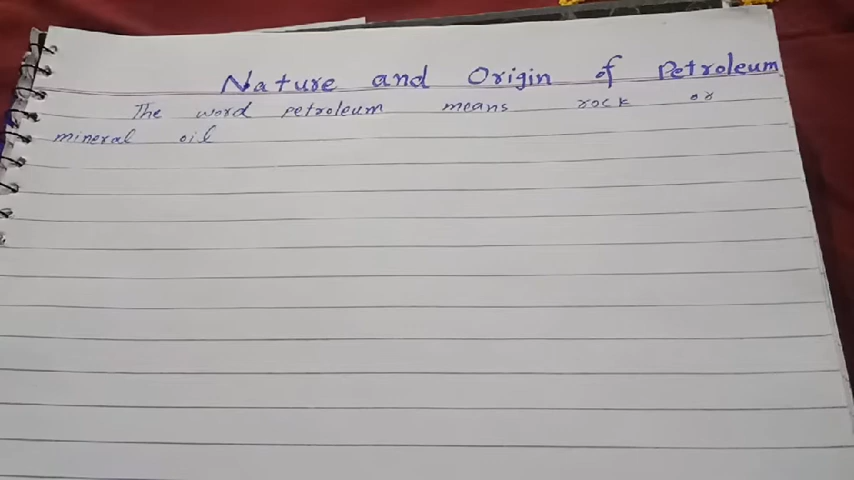 Nature and Origin of Petroleum
The word petroleum means rock or
mineral oil